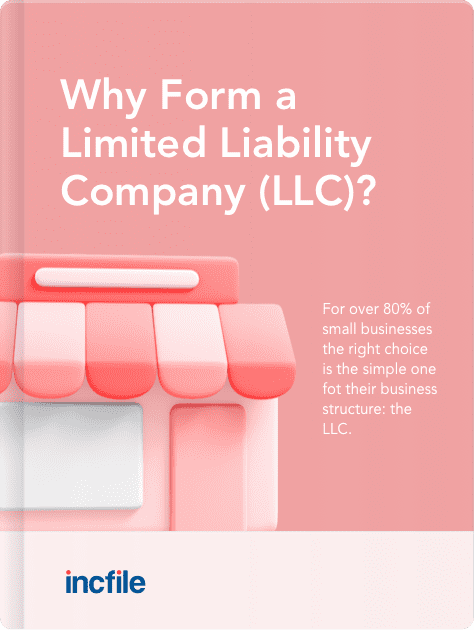 Why Form a
Limited Liability
Company (LLC)?
For over 80% of
small businesses
the right choice
is the simple one
fot their business
structure: the
LLC.
incfile